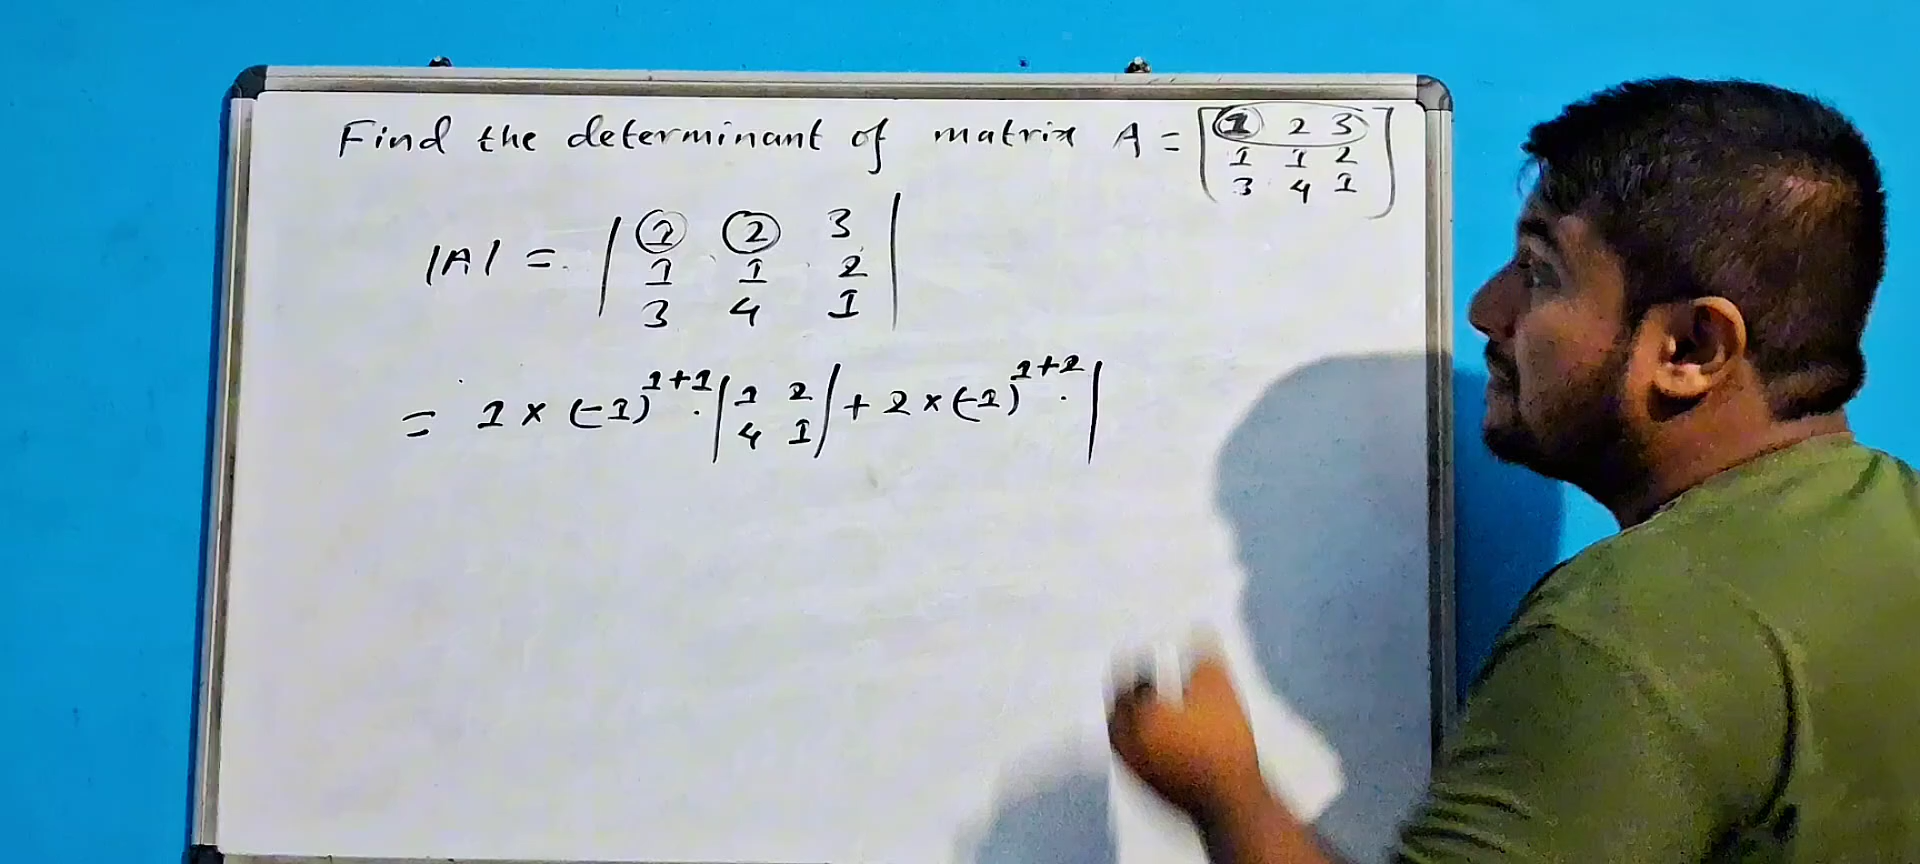 Find the determinant of matrix A = [1 2 3
1 1 2
3 4 1]
|A| = |1 2 3
1 1 2
3 4 1|
= 1 × (-1)^1+1 · |1 2
4 1| + 2 × (-1)^1+2 · |